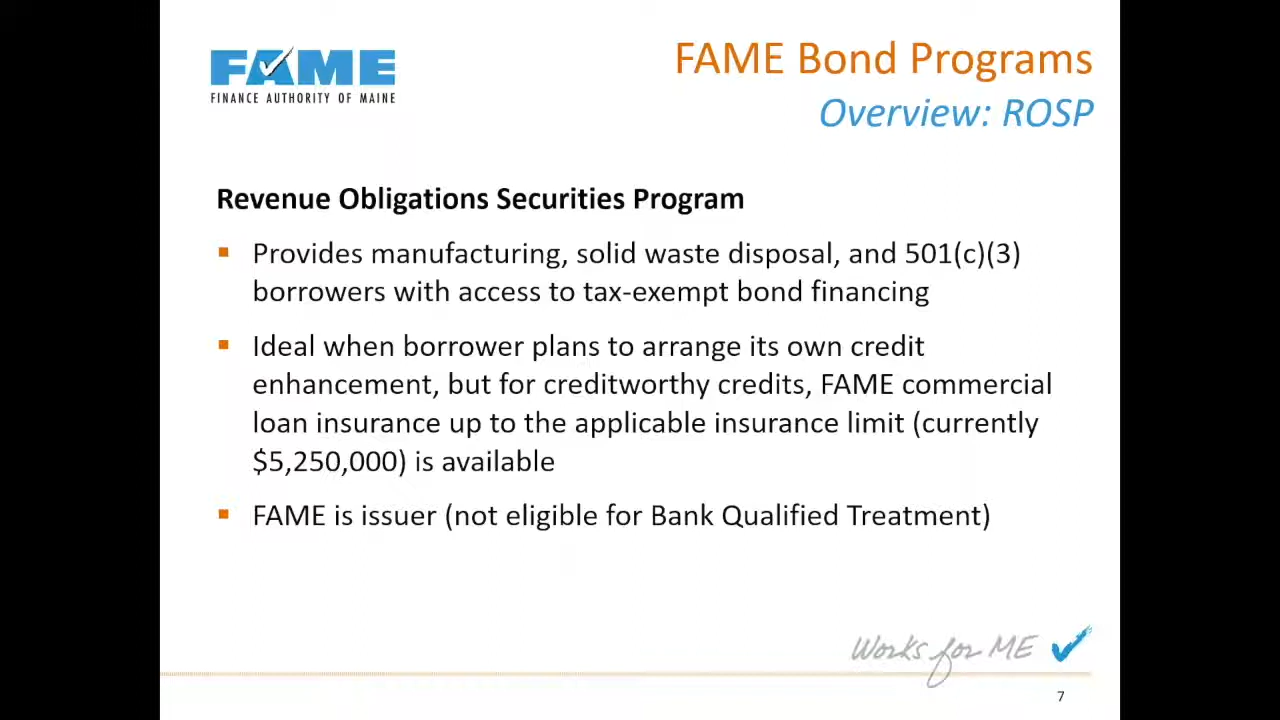 FAME
FINANCE AUTHORITY OF MAINE
FAME Bond Programs
Overview: ROSP
Revenue Obligations Securities Program
▪ Provides manufacturing, solid waste disposal, and 501(c)(3)
borrowers with access to tax-exempt bond financing
▪ Ideal when borrower plans to arrange its own credit
enhancement, but for creditworthy credits, FAME commercial
loan insurance up to the applicable insurance limit (currently
$5,250,000) is available
▪ FAME is issuer (not eligible for Bank Qualified Treatment)
Works for ME
7